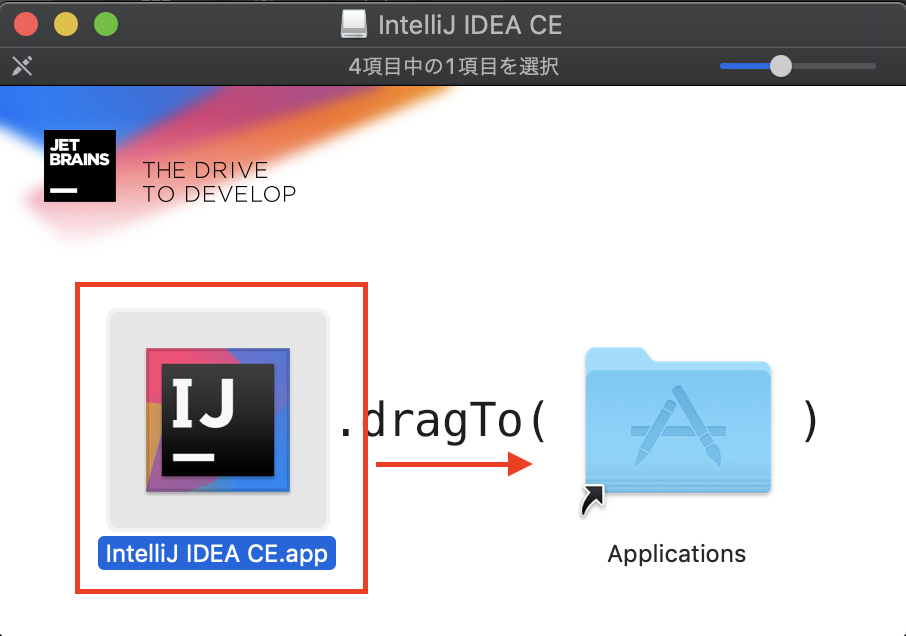 IntelliJ IDEA CE
4項目中の1項目を選択
JET
BRAINS
THE DRIVE
TO DEVELOP
IJ
.dragTo( )
IntelliJ IDEA CE.app
Applications